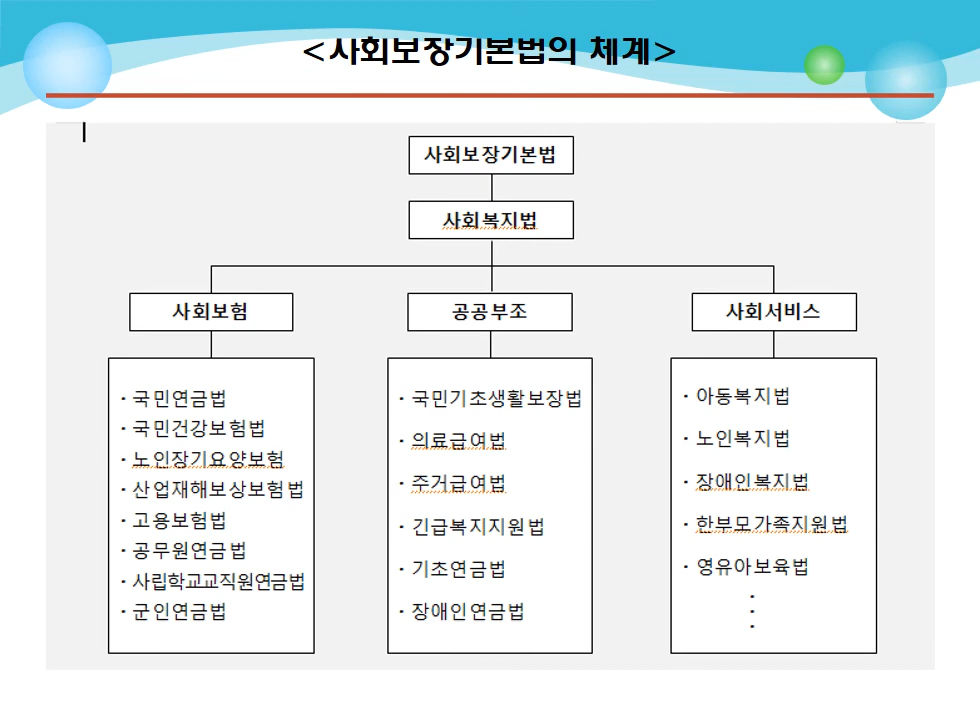 <사회보장기본법의 체계>
사회보장기본법
사회복지법
사회보험
공공부조
사회서비스
· 국민연금법
· 국민건강보험법
· 노인장기요양보험
· 산업재해보상보험법
· 고용보험법
· 공무원연금법
· 사립학교교직원연금법
· 군인연금법
· 국민기초생활보장법
· 의료급여법
· 주거급여법
· 긴급복지지원법
· 기초연금법
· 장애인연금법
· 아동복지법
· 노인복지법
· 장애인복지법
· 한부모가족지원법
· 영유아보육법
·
·
·